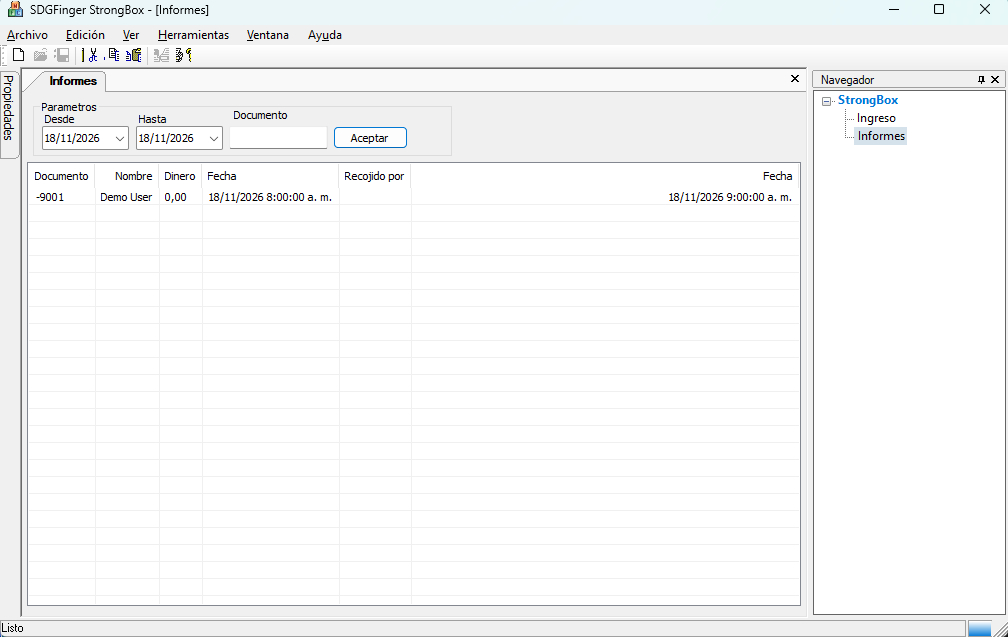 SDGFinger StrongBox - [Informes]
Archivo Edición Ver Herramientas Ventana Ayuda
Propiedades
Informes
Parametros
Desde Hasta Documento
18/11/2026 18/11/2026 Aceptar
Documento Nombre Dinero Fecha Recojido por Fecha
-9001 Demo User 0,00 18/11/2026 8:00:00 a. m. 18/11/2026 9:00:00 a. m.
Navegador
StrongBox
Ingreso
Informes
Listo